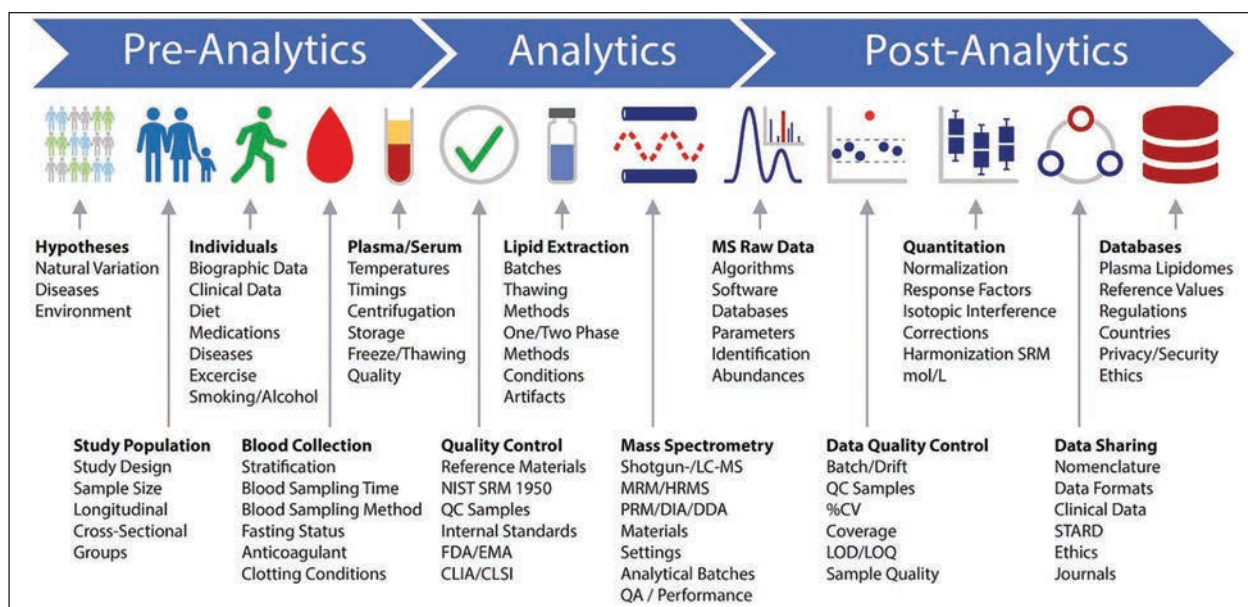 Pre-Analytics
Analytics
Post-Analytics
Hypotheses
Natural Variation
Diseases
Environment
Individuals
Biographic Data
Clinical Data
Diet
Medications
Diseases
Excercise
Smoking/Alcohol
Plasma/Serum
Temperatures
Timings
Centrifugation
Storage
Freeze/Thawing
Quality
Lipid Extraction
Batches
Thawing
Methods
One/Two Phase
Methods
Conditions
Artifacts
MS Raw Data
Algorithms
Software
Databases
Parameters
Identification
Abundances
Quantitation
Normalization
Response Factors
Isotopic Interference
Corrections
Harmonization SRM
mol/L
Databases
Plasma Lipidomes
Reference Values
Regulations
Countries
Privacy/Security
Ethics
Study Population
Study Design
Sample Size
Longitudinal
Cross-Sectional
Groups
Blood Collection
Stratification
Blood Sampling Time
Blood Sampling Method
Fasting Status
Anticoagulant
Clotting Conditions
Quality Control
Reference Materials
NIST SRM 1950
QC Samples
Internal Standards
FDA/EMA
CLIA/CLSI
Mass Spectrometry
Shotgun-/LC-MS
MRM/HRMS
PRM/DIA/DDA
Materials
Settings
Analytical Batches
QA / Performance
Data Quality Control
Batch/Drift
QC Samples
%CV
Coverage
LOD/LOQ
Sample Quality
Data Sharing
Nomenclature
Data Formats
Clinical Data
STARD
Ethics
Journals